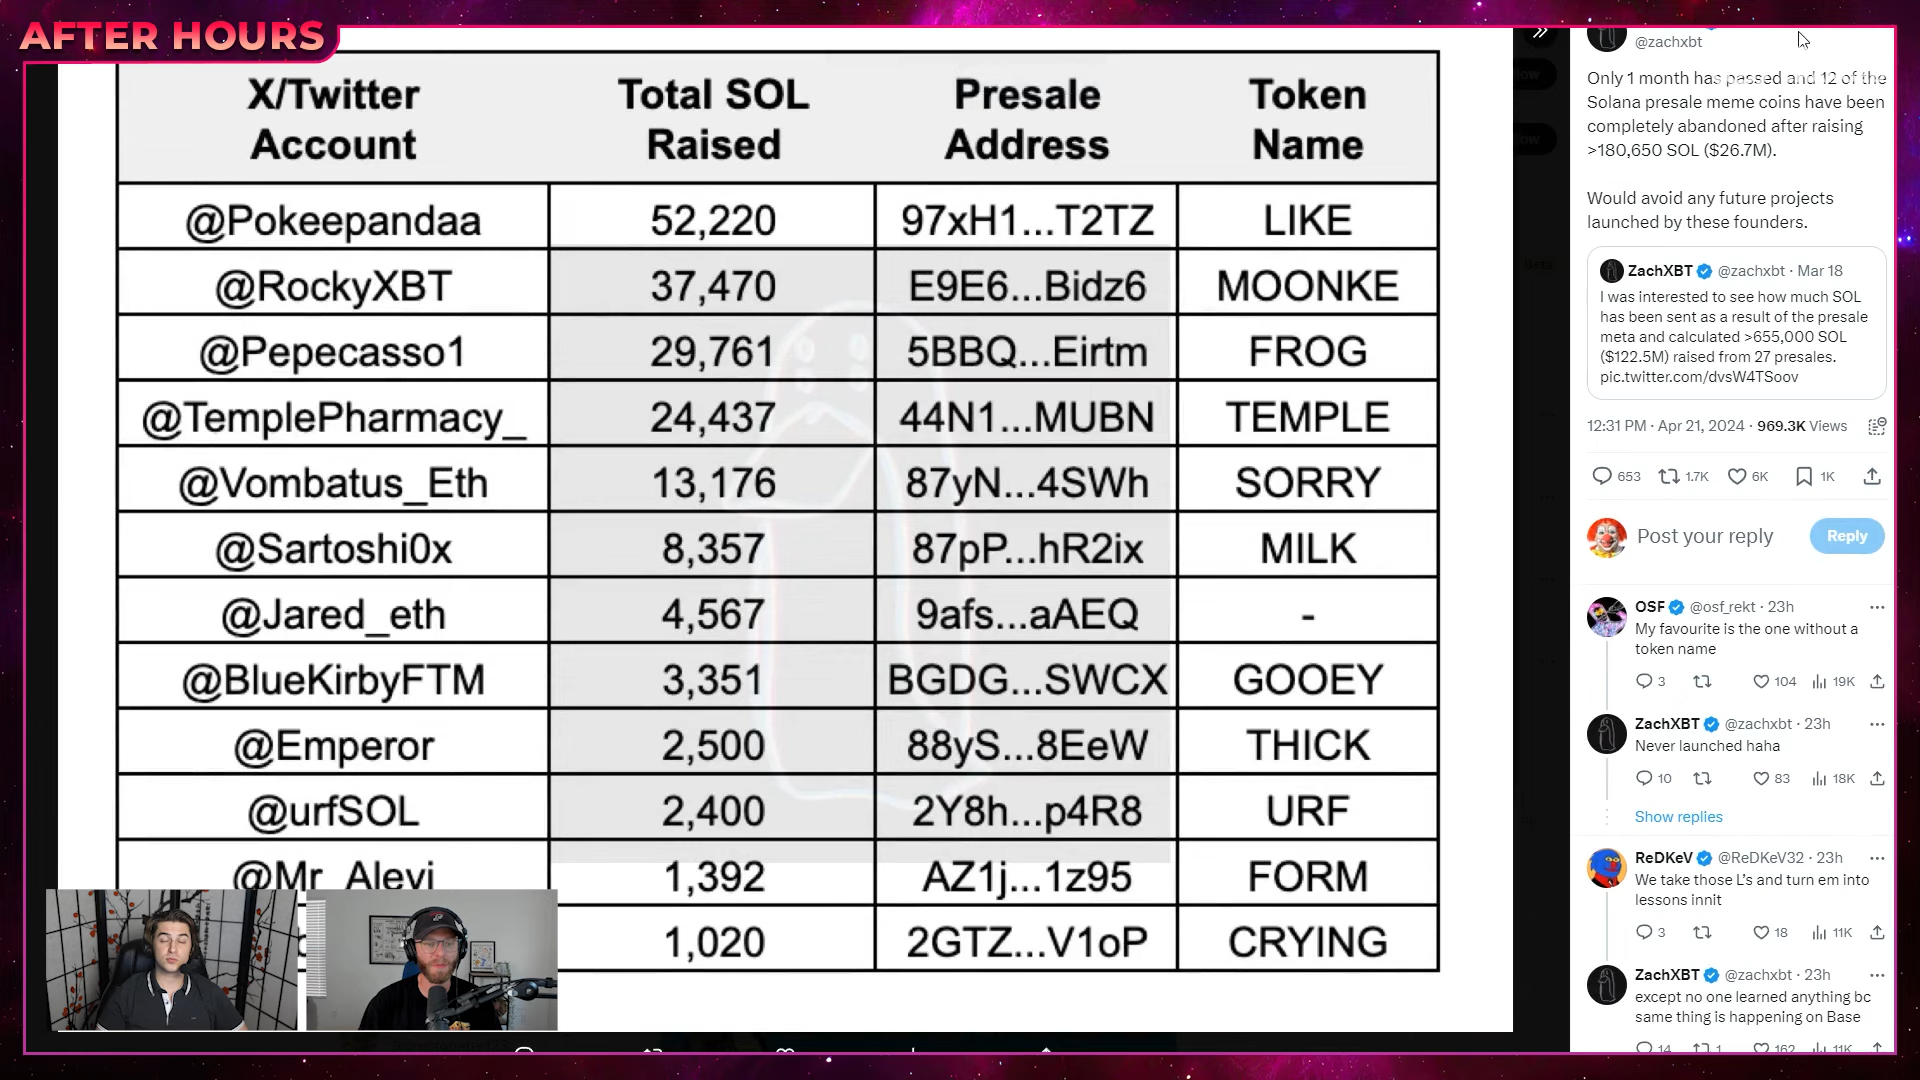 AFTER HOURS
X/Twitter Account
Total SOL Raised
Presale Address
Token Name
@Pokeepandaa 52,220 97xH1...T2TZ LIKE
@RockyXBT 37,470 E9E6...Bidz6 MOONKE
@Pepecasso1 29,761 5BBQ...Eirtm FROG
@TemplePharmacy_ 24,437 44N1...MUBN TEMPLE
@Vombatus_Eth 13,176 87yN...4SWh SORRY
@Sartoshi0x 8,357 87pP...hR2ix MILK
@Jared_eth 4,567 9afs...aAEQ -
@BlueKirbyFTM 3,351 BGDG...SWCX GOOEY
@Emperor 2,500 88yS...8EeW THICK
@urfSOL 2,400 2Y8h...p4R8 URF
@Mr_Alevi 1,392 AZ1j...1z95 FORM
1,020 2GTZ...V1oP CRYING
@zachxbt
Only 1 month has passed and 12 of the
Solana presale meme coins have been
completely abandoned after raising
>180,650 SOL ($26.7M).
Would avoid any future projects
launched by these founders.
ZachXBT @zachxbt · Mar 18
I was interested to see how much SOL
has been sent as a result of the presale
meta and calculated >655,000 SOL
($122.5M) raised from 27 presales.
pic.twitter.com/dvsW4TSoov
12:31 PM · Apr 21, 2024 · 969.3K Views
653 1.7K 6K 1K
Post your reply
Reply
OSF @osf_rekt · 23h
My favourite is the one without a
token name
3 104 19K
ZachXBT @zachxbt · 23h
Never launched haha
10 83 18K
Show replies
ReDKeV @ReDKeV32 · 23h
We take those L's and turn em into
lessons innit
3 18 11K
ZachXBT @zachxbt · 23h
except no one learned anything bc
same thing is happening on Base
14 1 162 11K